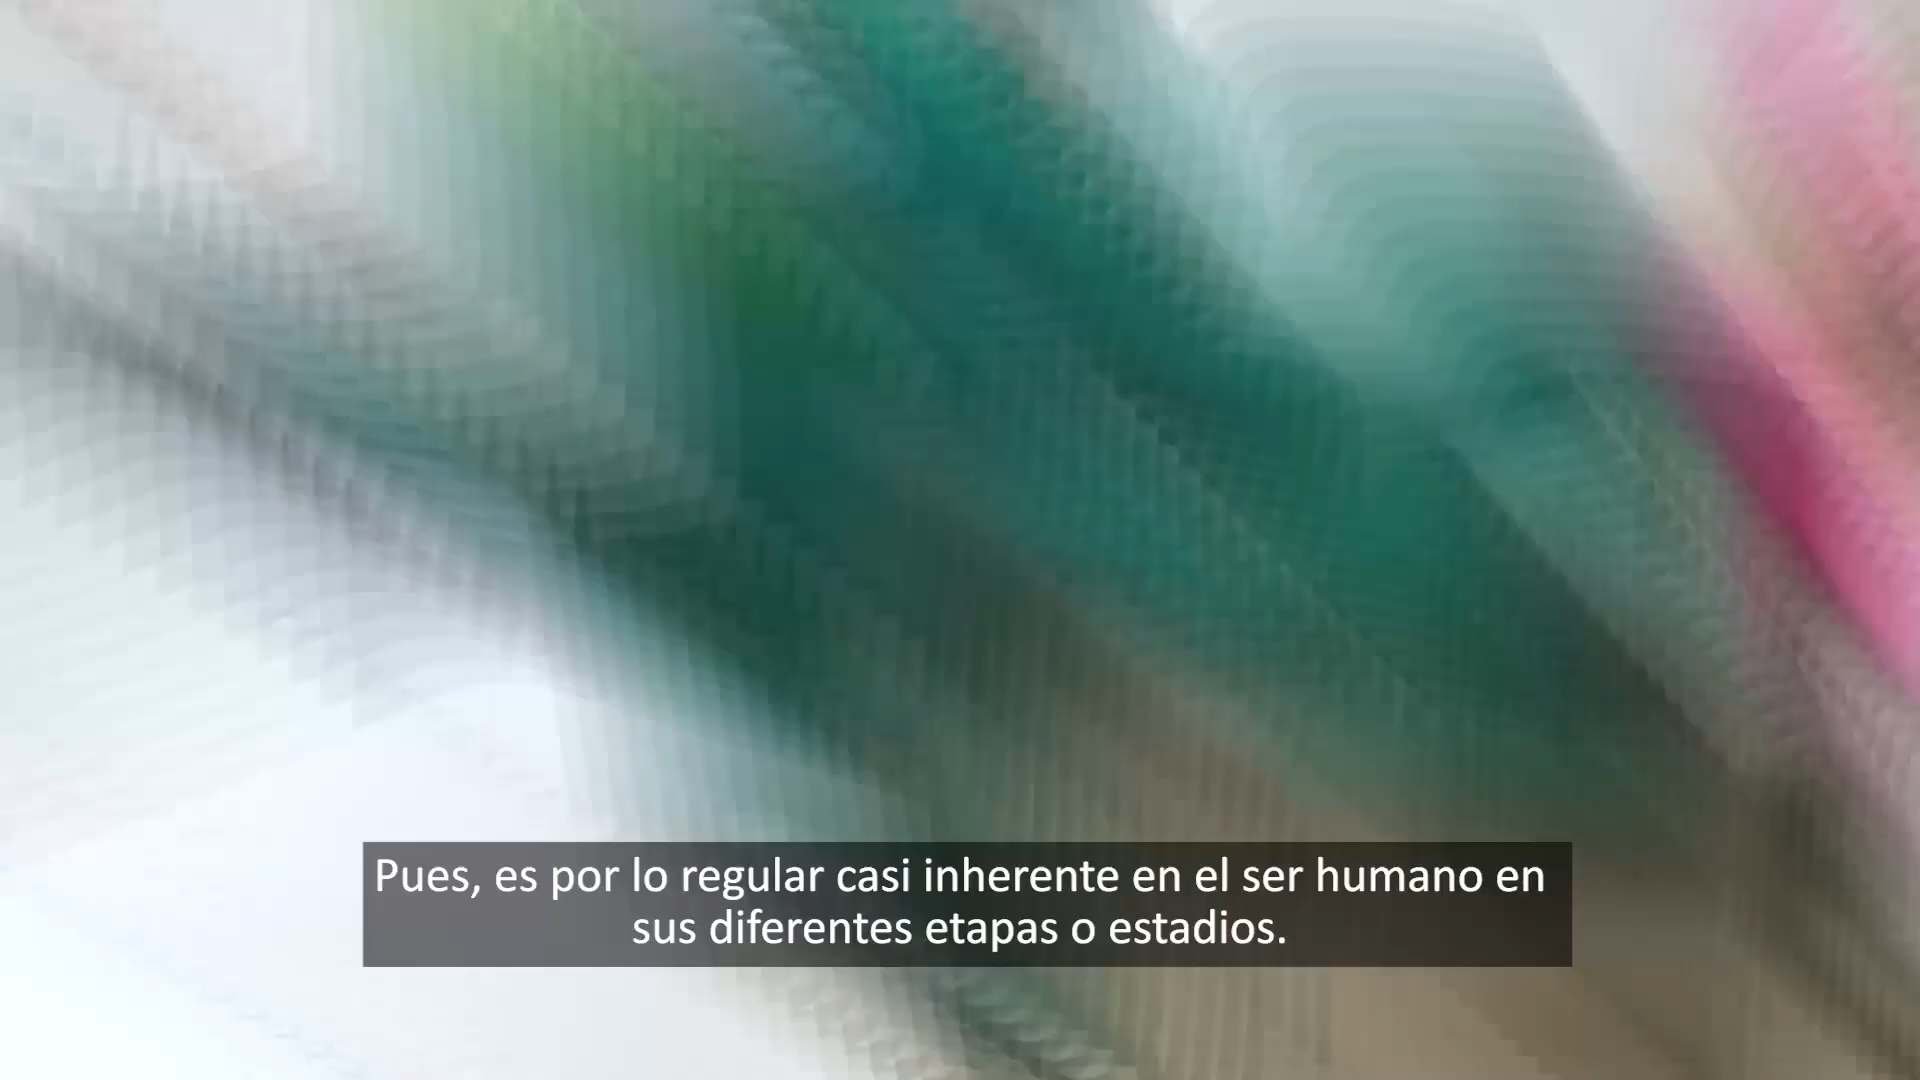 Pues, es por lo regular casi inherente en el ser humano en
sus diferentes etapas o estadios.